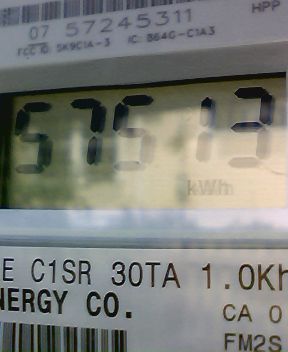 HPP
07 57245311
FCC ID: SK9C1A-3 IC: 864G-C1A3
57513
kWh
E C1SR 30TA 1.0Kh
NERGY CO.
CA 0
FM2S